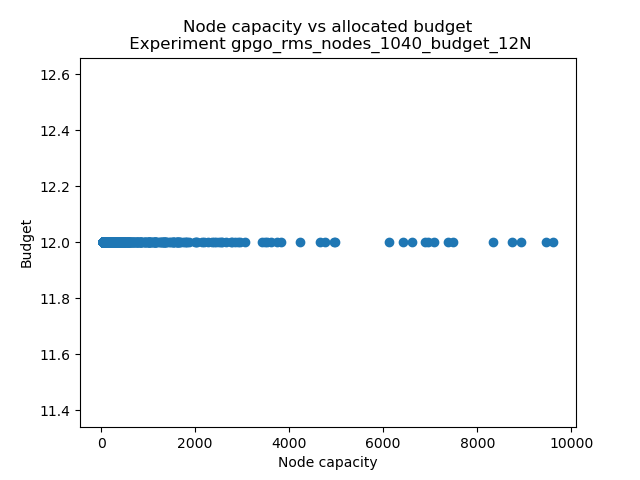 Node capacity vs allocated budget
Experiment gpgo_rms_nodes_1040_budget_12N
12.6
12.4
12.2
12.0
11.8
11.6
11.4
Budget
0 2000 4000 6000 8000 10000
Node capacity